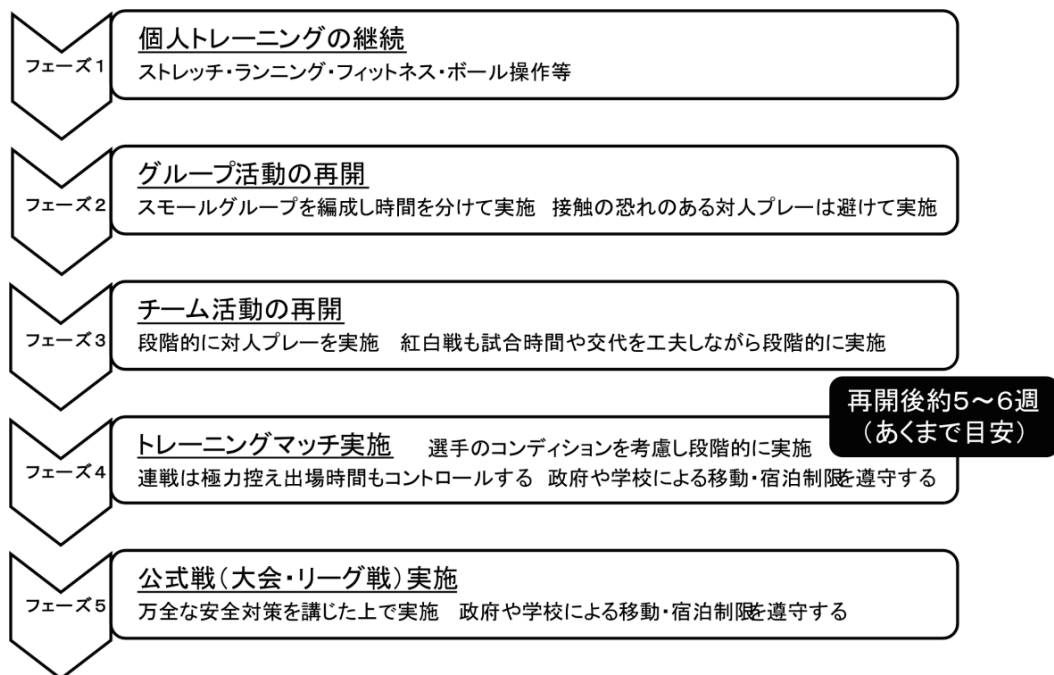 フェーズ1
個人トレーニングの継続
ストレッチ・ランニング・フィットネス・ボール操作等
フェーズ2
グループ活動の再開
スモールグループを編成し時間を分けて実施　接触の恐れのある対人プレーは避けて実施
フェーズ3
チーム活動の再開
段階的に対人プレーを実施　紅白戦も試合時間や交代を工夫しながら段階的に実施
再開後約5～6週
（あくまで目安）
フェーズ4
トレーニングマッチ実施　選手のコンディションを考慮し段階的に実施
連戦は極力控え出場時間もコントロールする　政府や学校による移動・宿泊制限を遵守する
フェーズ5
公式戦（大会・リーグ戦）実施
万全な安全対策を講じた上で実施　政府や学校による移動・宿泊制限を遵守する